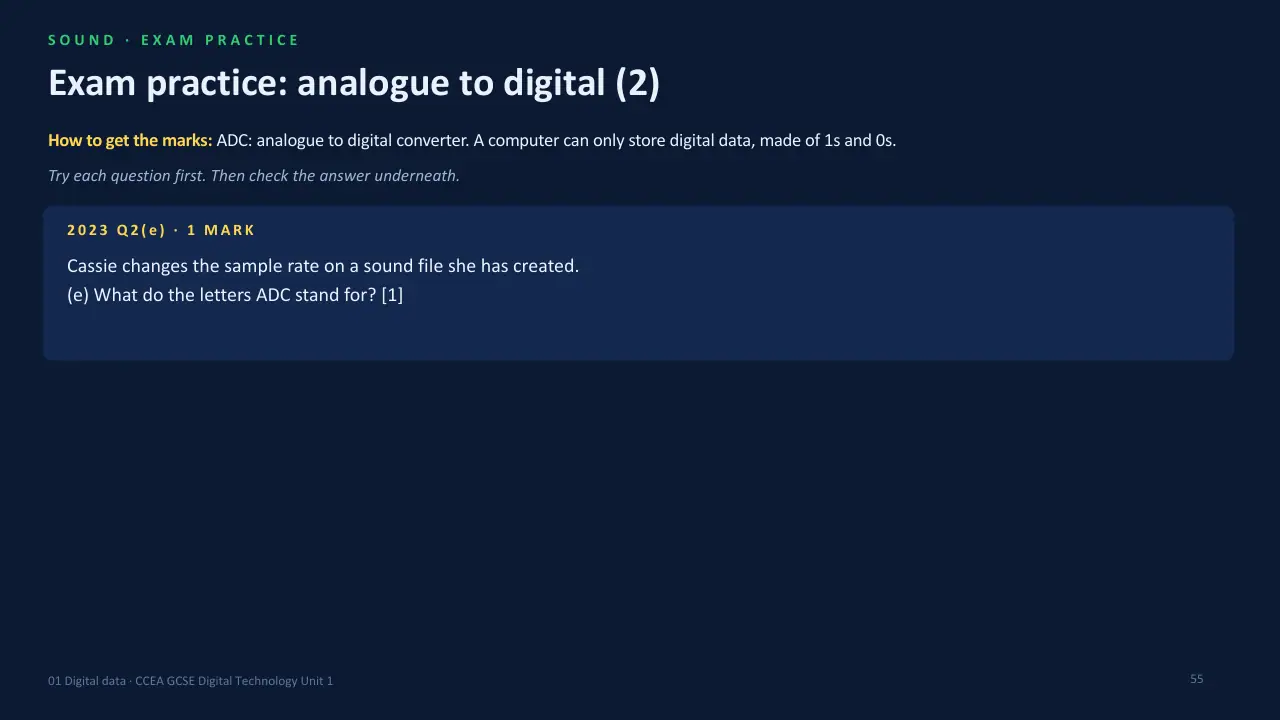 SOUND · EXAM PRACTICE
Exam practice: analogue to digital (2)
How to get the marks: ADC: analogue to digital converter. A computer can only store digital data, made of 1s and 0s.
Try each question first. Then check the answer underneath.
2023 Q2(e) · 1 MARK
Cassie changes the sample rate on a sound file she has created.
(e) What do the letters ADC stand for? [1]
01 Digital data · CCEA GCSE Digital Technology Unit 1
55